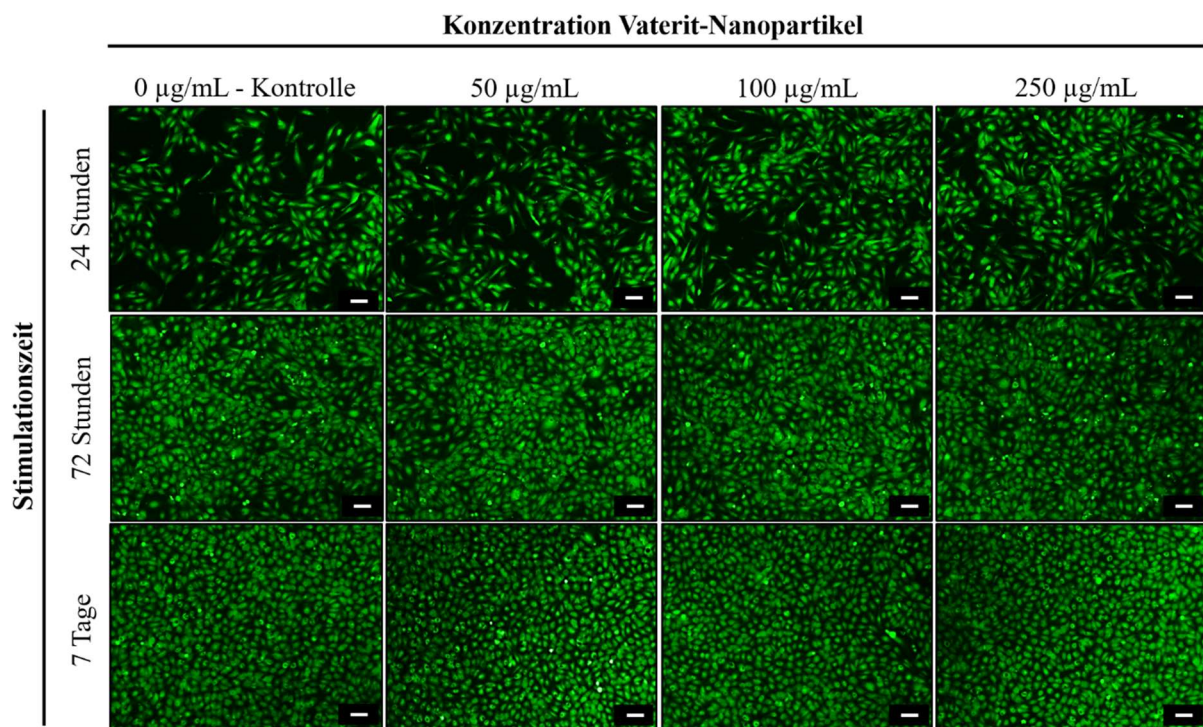 Konzentration Vaterit-Nanopartikel
0 µg/mL - Kontrolle
50 µg/mL
100 µg/mL
250 µg/mL
Stimulationszeit
24 Stunden
72 Stunden
7 Tage